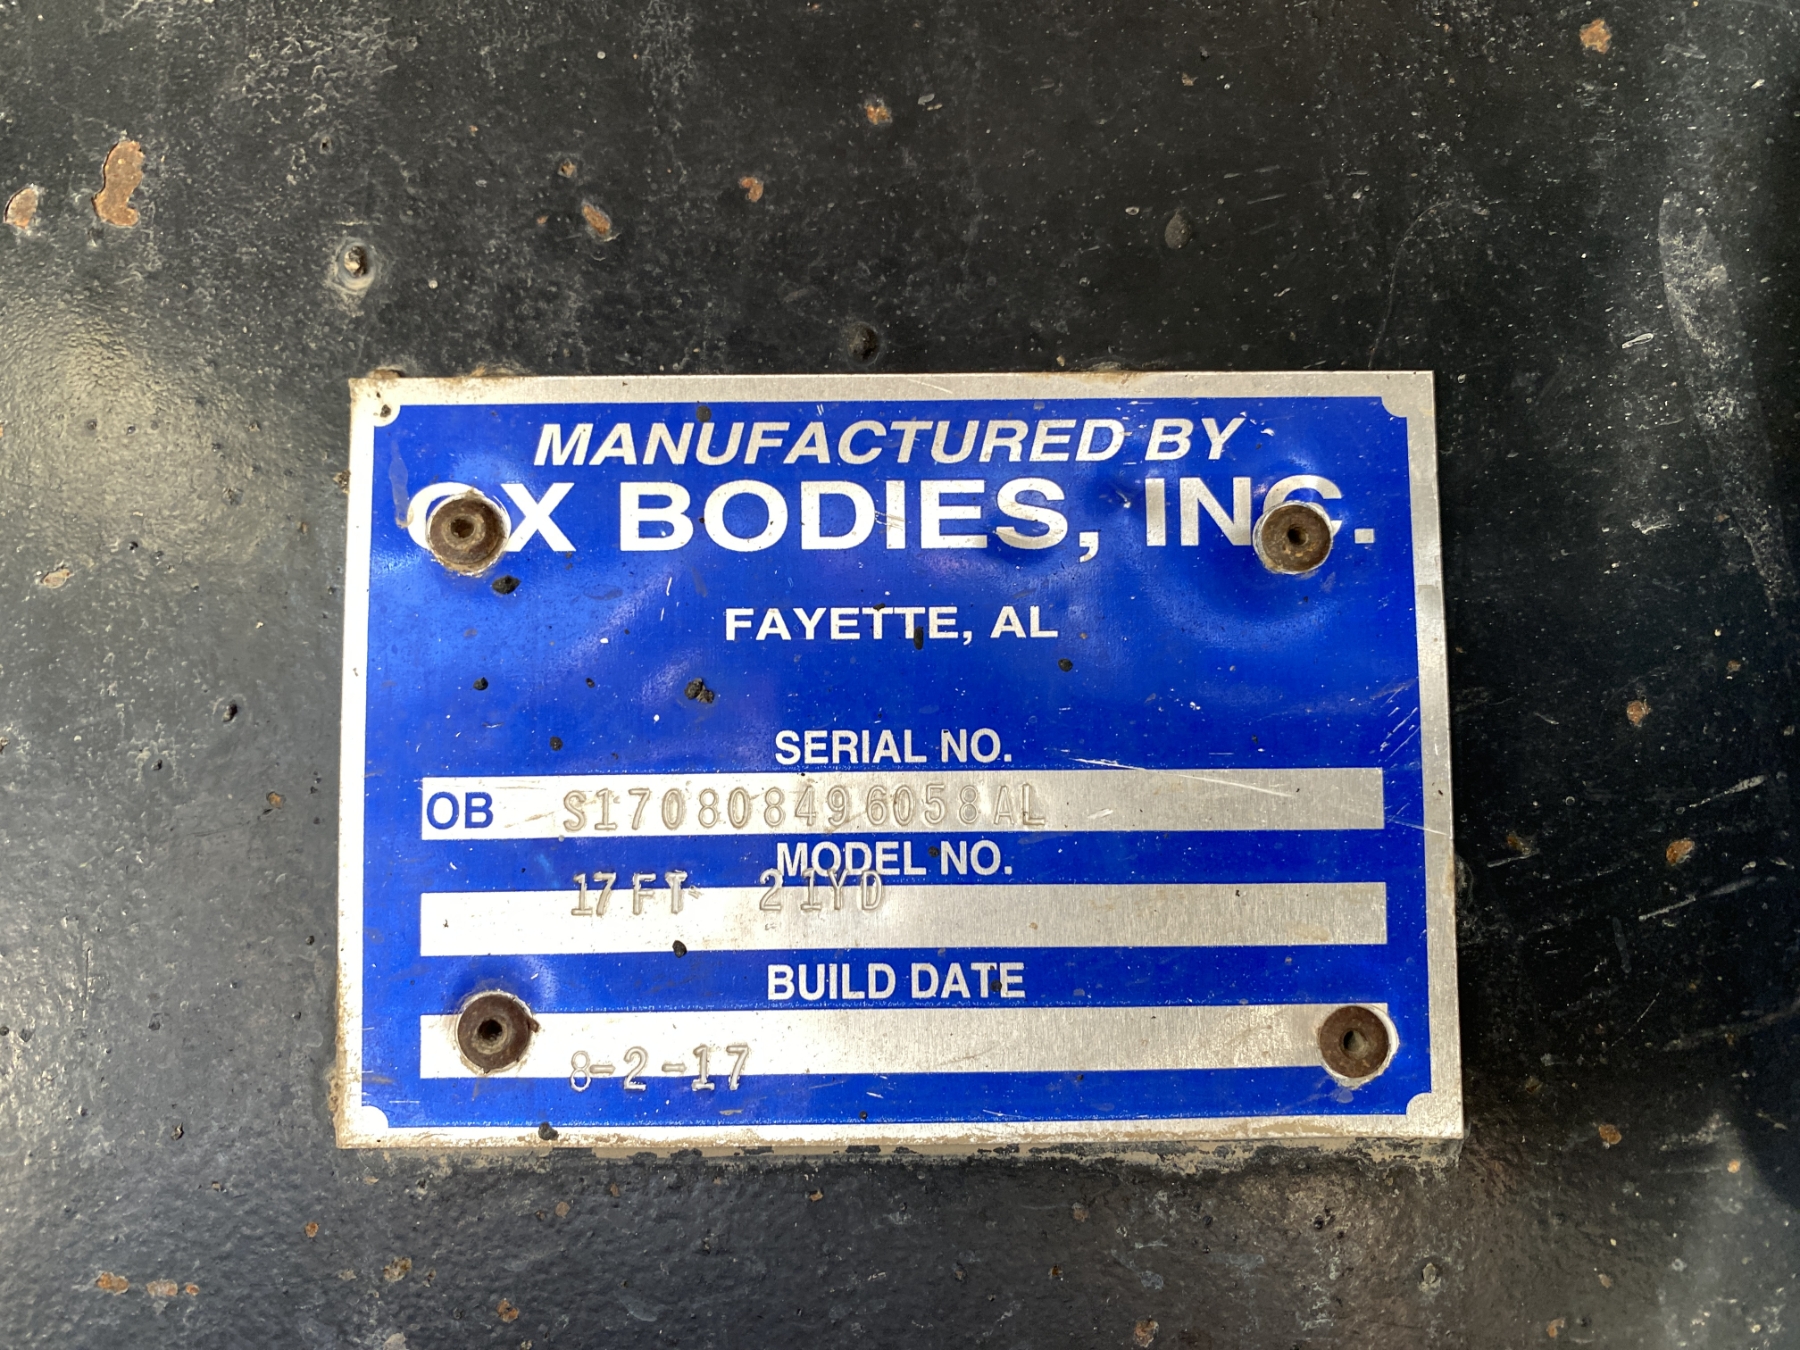 MANUFACTURED BY
OX BODIES, INC.
FAYETTE, AL
SERIAL NO.
OB S170808496058AL
MODEL NO.
17FT 21YD
BUILD DATE
8-2-17